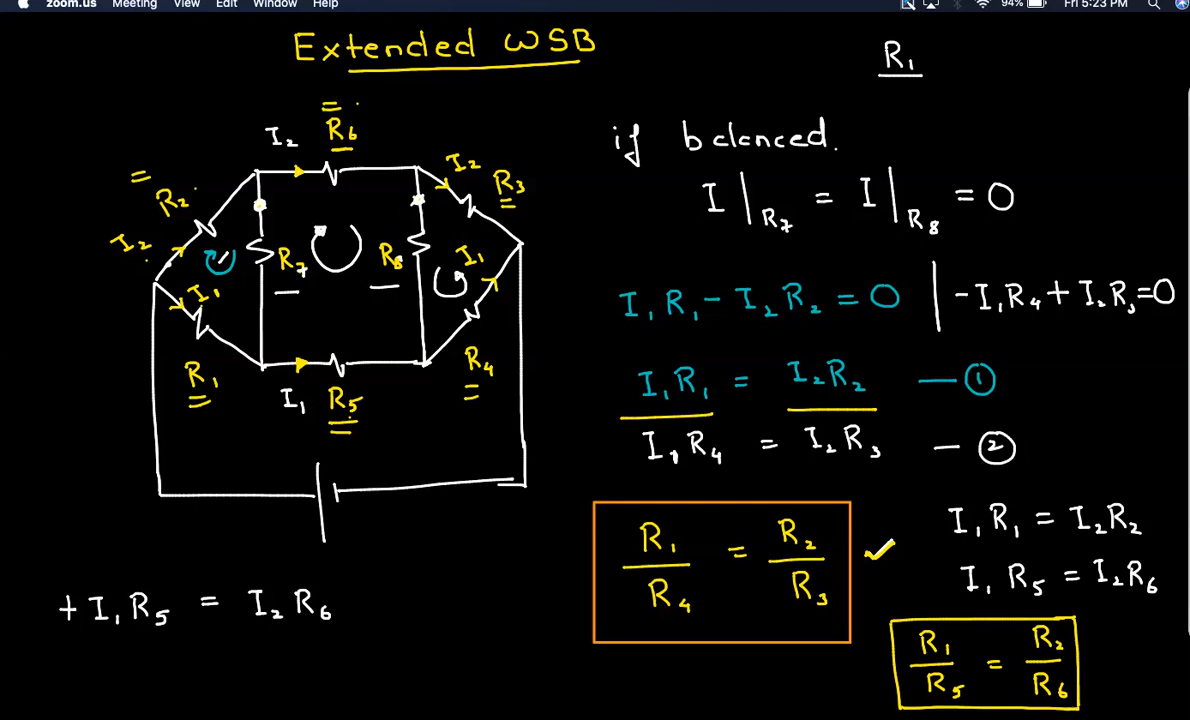 zoom.us Meeting View Edit Window Help 94% Fri 5:23 PM
Extended WSB
R₁
if balanced.
I|R₇ = I|R₈ = 0
I₂ R₆
I₂ R₃
R₂
I₂
R₇
R₈
I₁
I₁
R₁
I₁ R₅
R₄
I₁R₁ - I₂R₂ = 0 | -I₁R₄ + I₂R₃ = 0
I₁R₁ = I₂R₂ — ①
I₁R₄ = I₂R₃ — ②
R₁/R₄ = R₂/R₃ ✓
I₁R₁ = I₂R₂
I₁R₅ = I₂R₆
R₁/R₅ = R₂/R₆
+I₁R₅ = I₂R₆